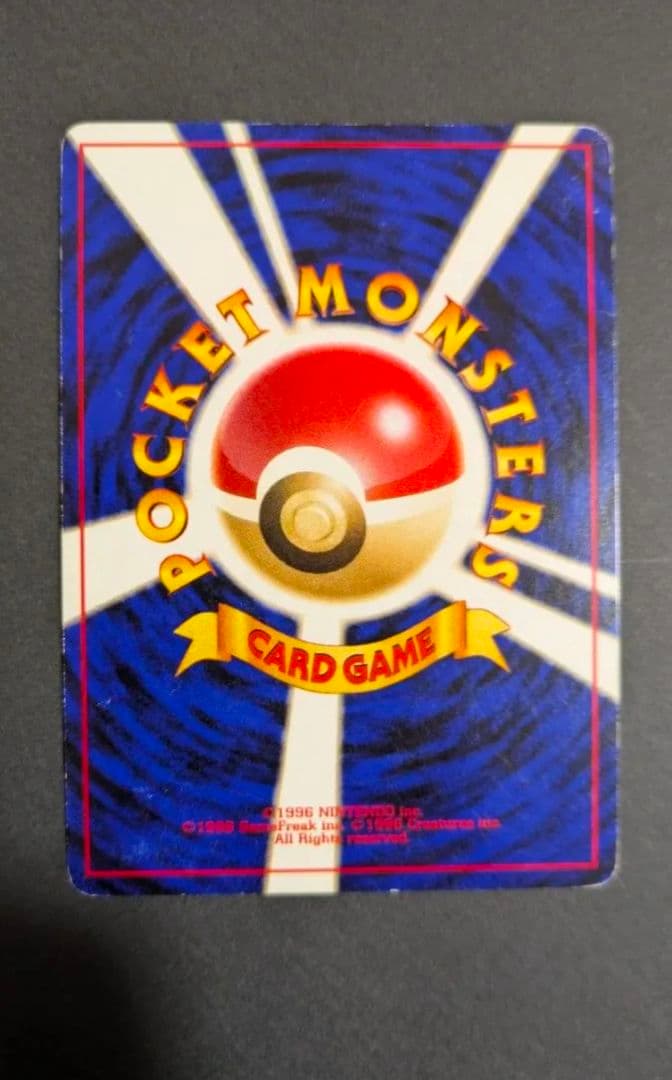 POCKET MONSTERS
CARD GAME
©1996 NINTENDO inc.
©1996 GameFreak inc. ©1996 Creatures inc.
All Rights reserved.